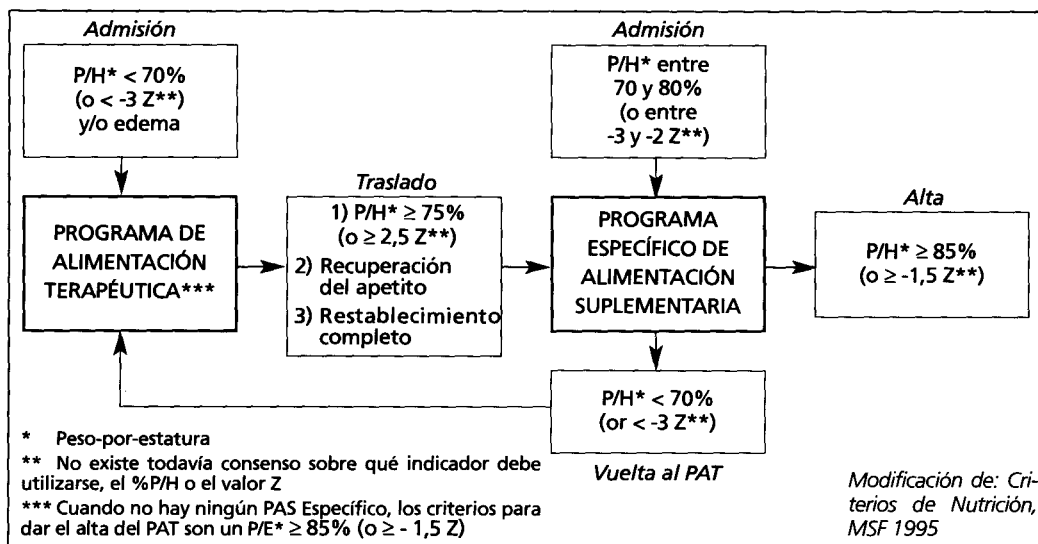 Admisión
P/H* < 70%
(o < -3 Z**)
y/o edema
Admisión
P/H* entre
70 y 80%
(o entre
-3 y -2 Z**)
PROGRAMA DE
ALIMENTACIÓN
TERAPÉUTICA***
Traslado
1) P/H* ≥ 75%
(o ≥ 2,5 Z**)
2) Recuperación
del apetito
3) Restablecimiento
completo
PROGRAMA
ESPECÍFICO DE
ALIMENTACIÓN
SUPLEMENTARIA
Alta
P/H* ≥ 85%
(o ≥ -1,5 Z**)
P/H* < 70%
(or < -3 Z**)
Vuelta al PAT
* Peso-por-estatura
** No existe todavía consenso sobre qué indicador debe
utilizarse, el %P/H o el valor Z
*** Cuando no hay ningún PAS Específico, los criterios para
dar el alta del PAT son un P/E* ≥ 85% (o ≥ - 1,5 Z)
Modificación de: Cri-
terios de Nutrición,
MSF 1995